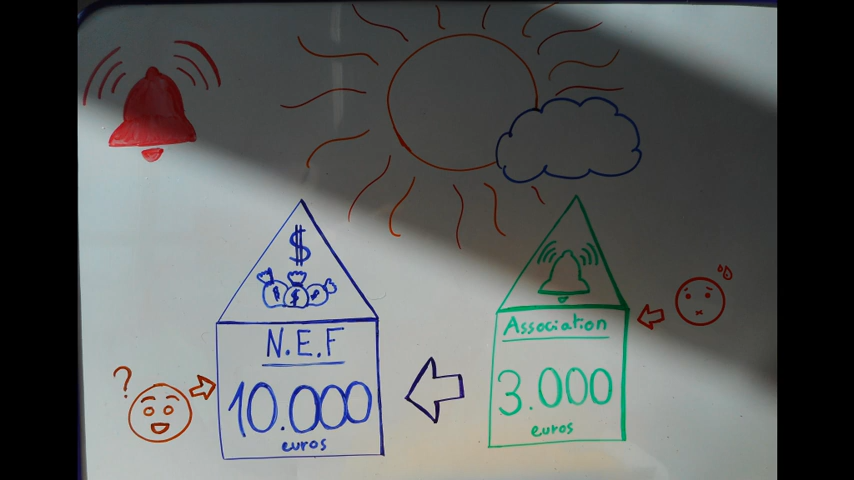 $
$
N.E.F
10.000
euros
Association
3.000
euros
?